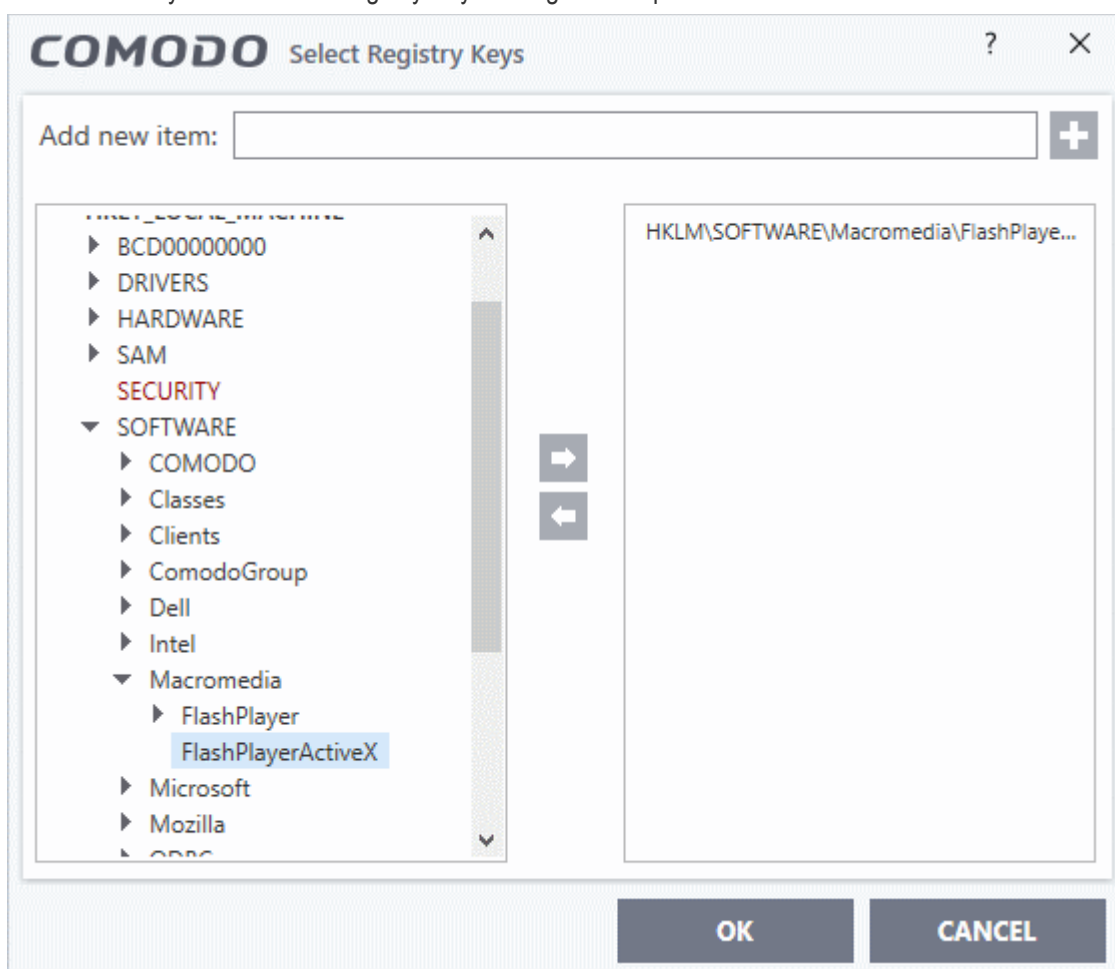 COMODO Select Registry Keys ? X
Add new item:
BCD00000000
DRIVERS
HARDWARE
SAM
SECURITY
SOFTWARE
COMODO
Classes
Clients
ComodoGroup
Dell
Intel
Macromedia
FlashPlayer
FlashPlayerActiveX
Microsoft
Mozilla
HKLM\SOFTWARE\Macromedia\FlashPlaye...
OK CANCEL